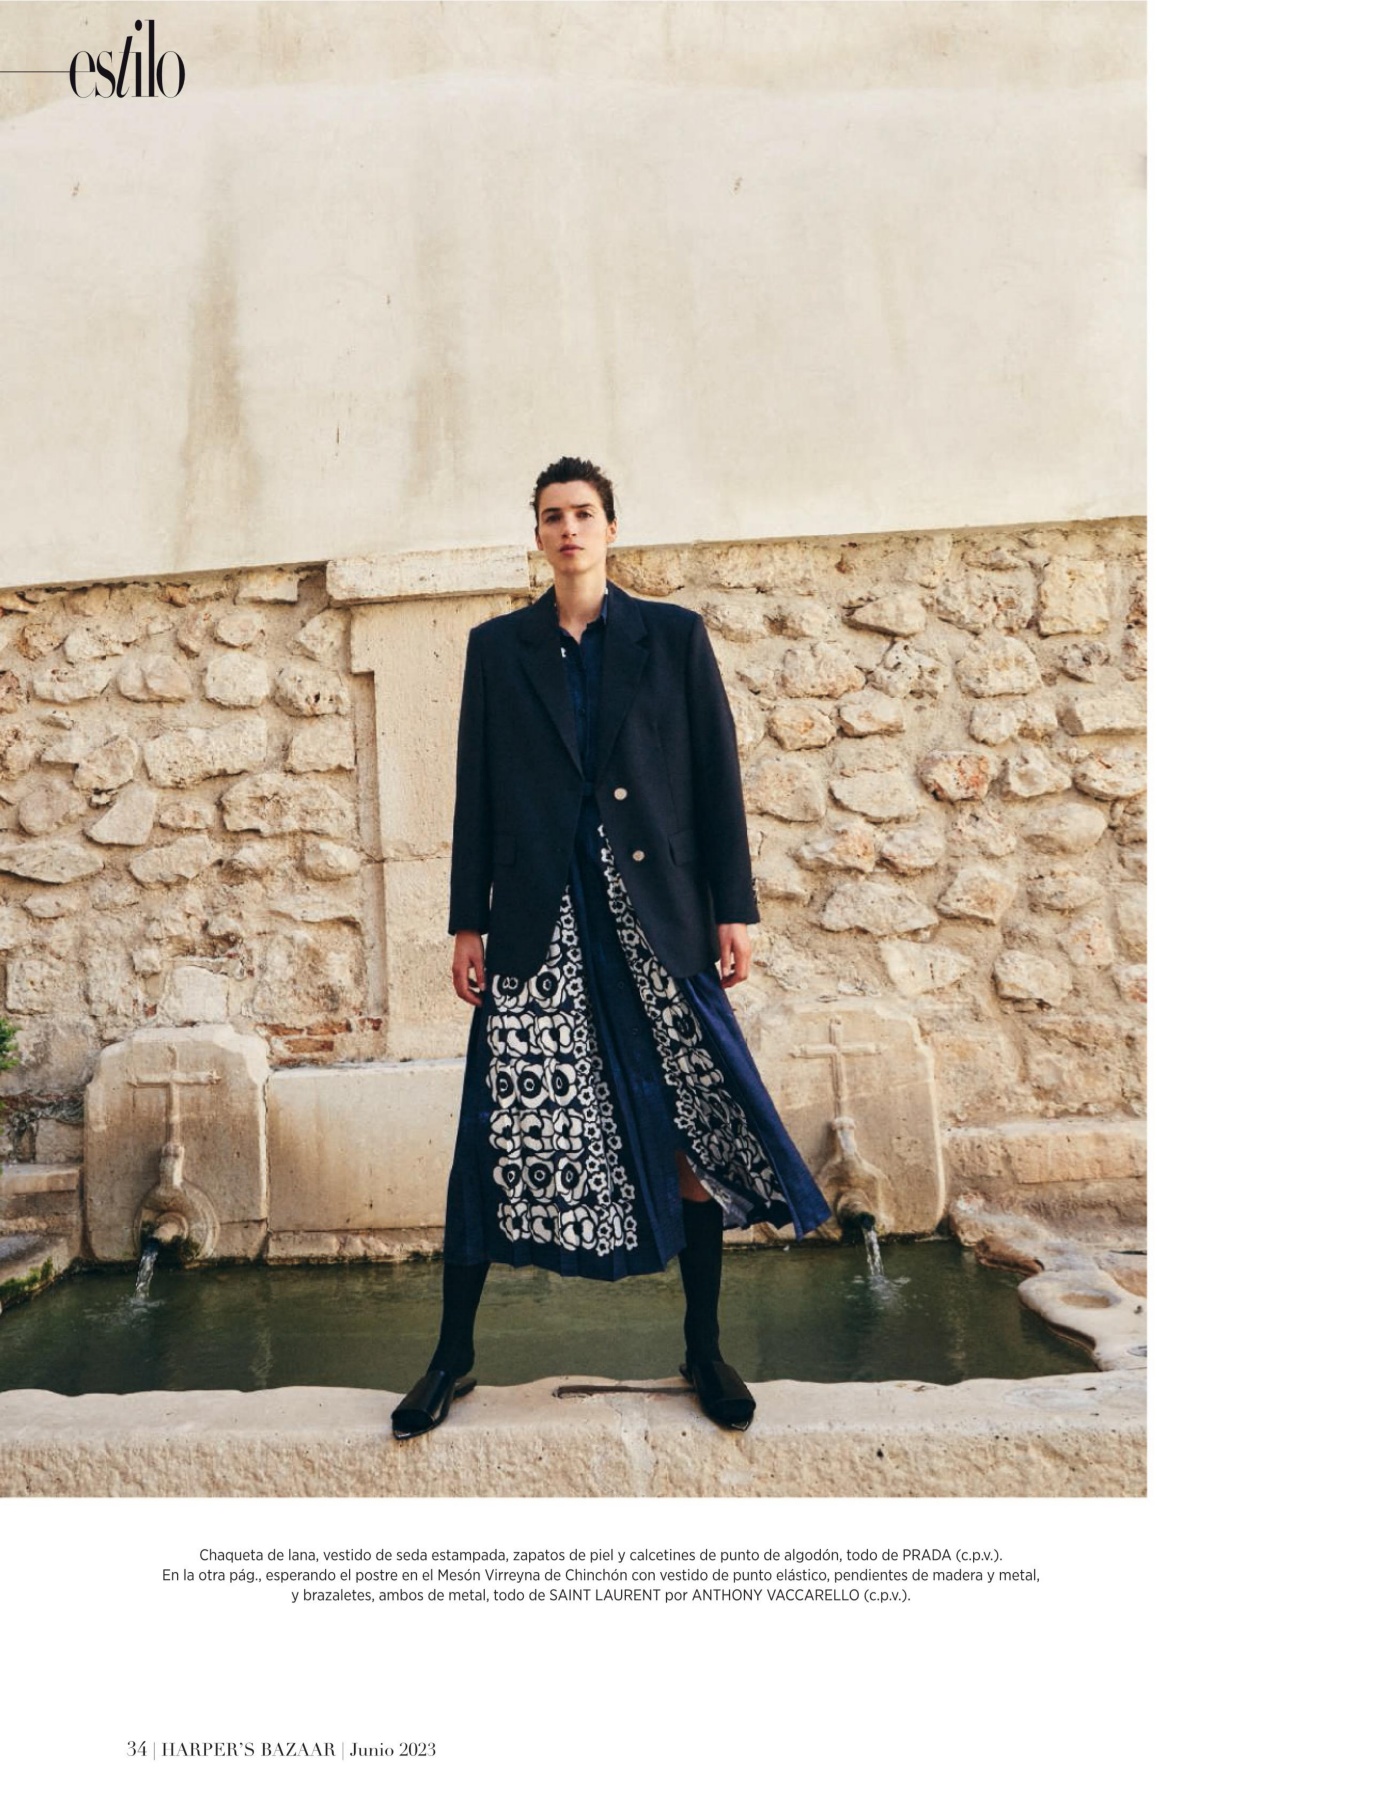 estilo
Chaqueta de lana, vestido de seda estampada, zapatos de piel y calcetines de punto de algodón, todo de PRADA (c.p.v.).
En la otra pág., esperando el postre en el Mesón Virreyna de Chinchón con vestido de punto elástico, pendientes de madera y metal,
y brazaletes, ambos de metal, todo de SAINT LAURENT por ANTHONY VACCARELLO (c.p.v.).
34 | HARPER'S BAZAAR | Junio 2023